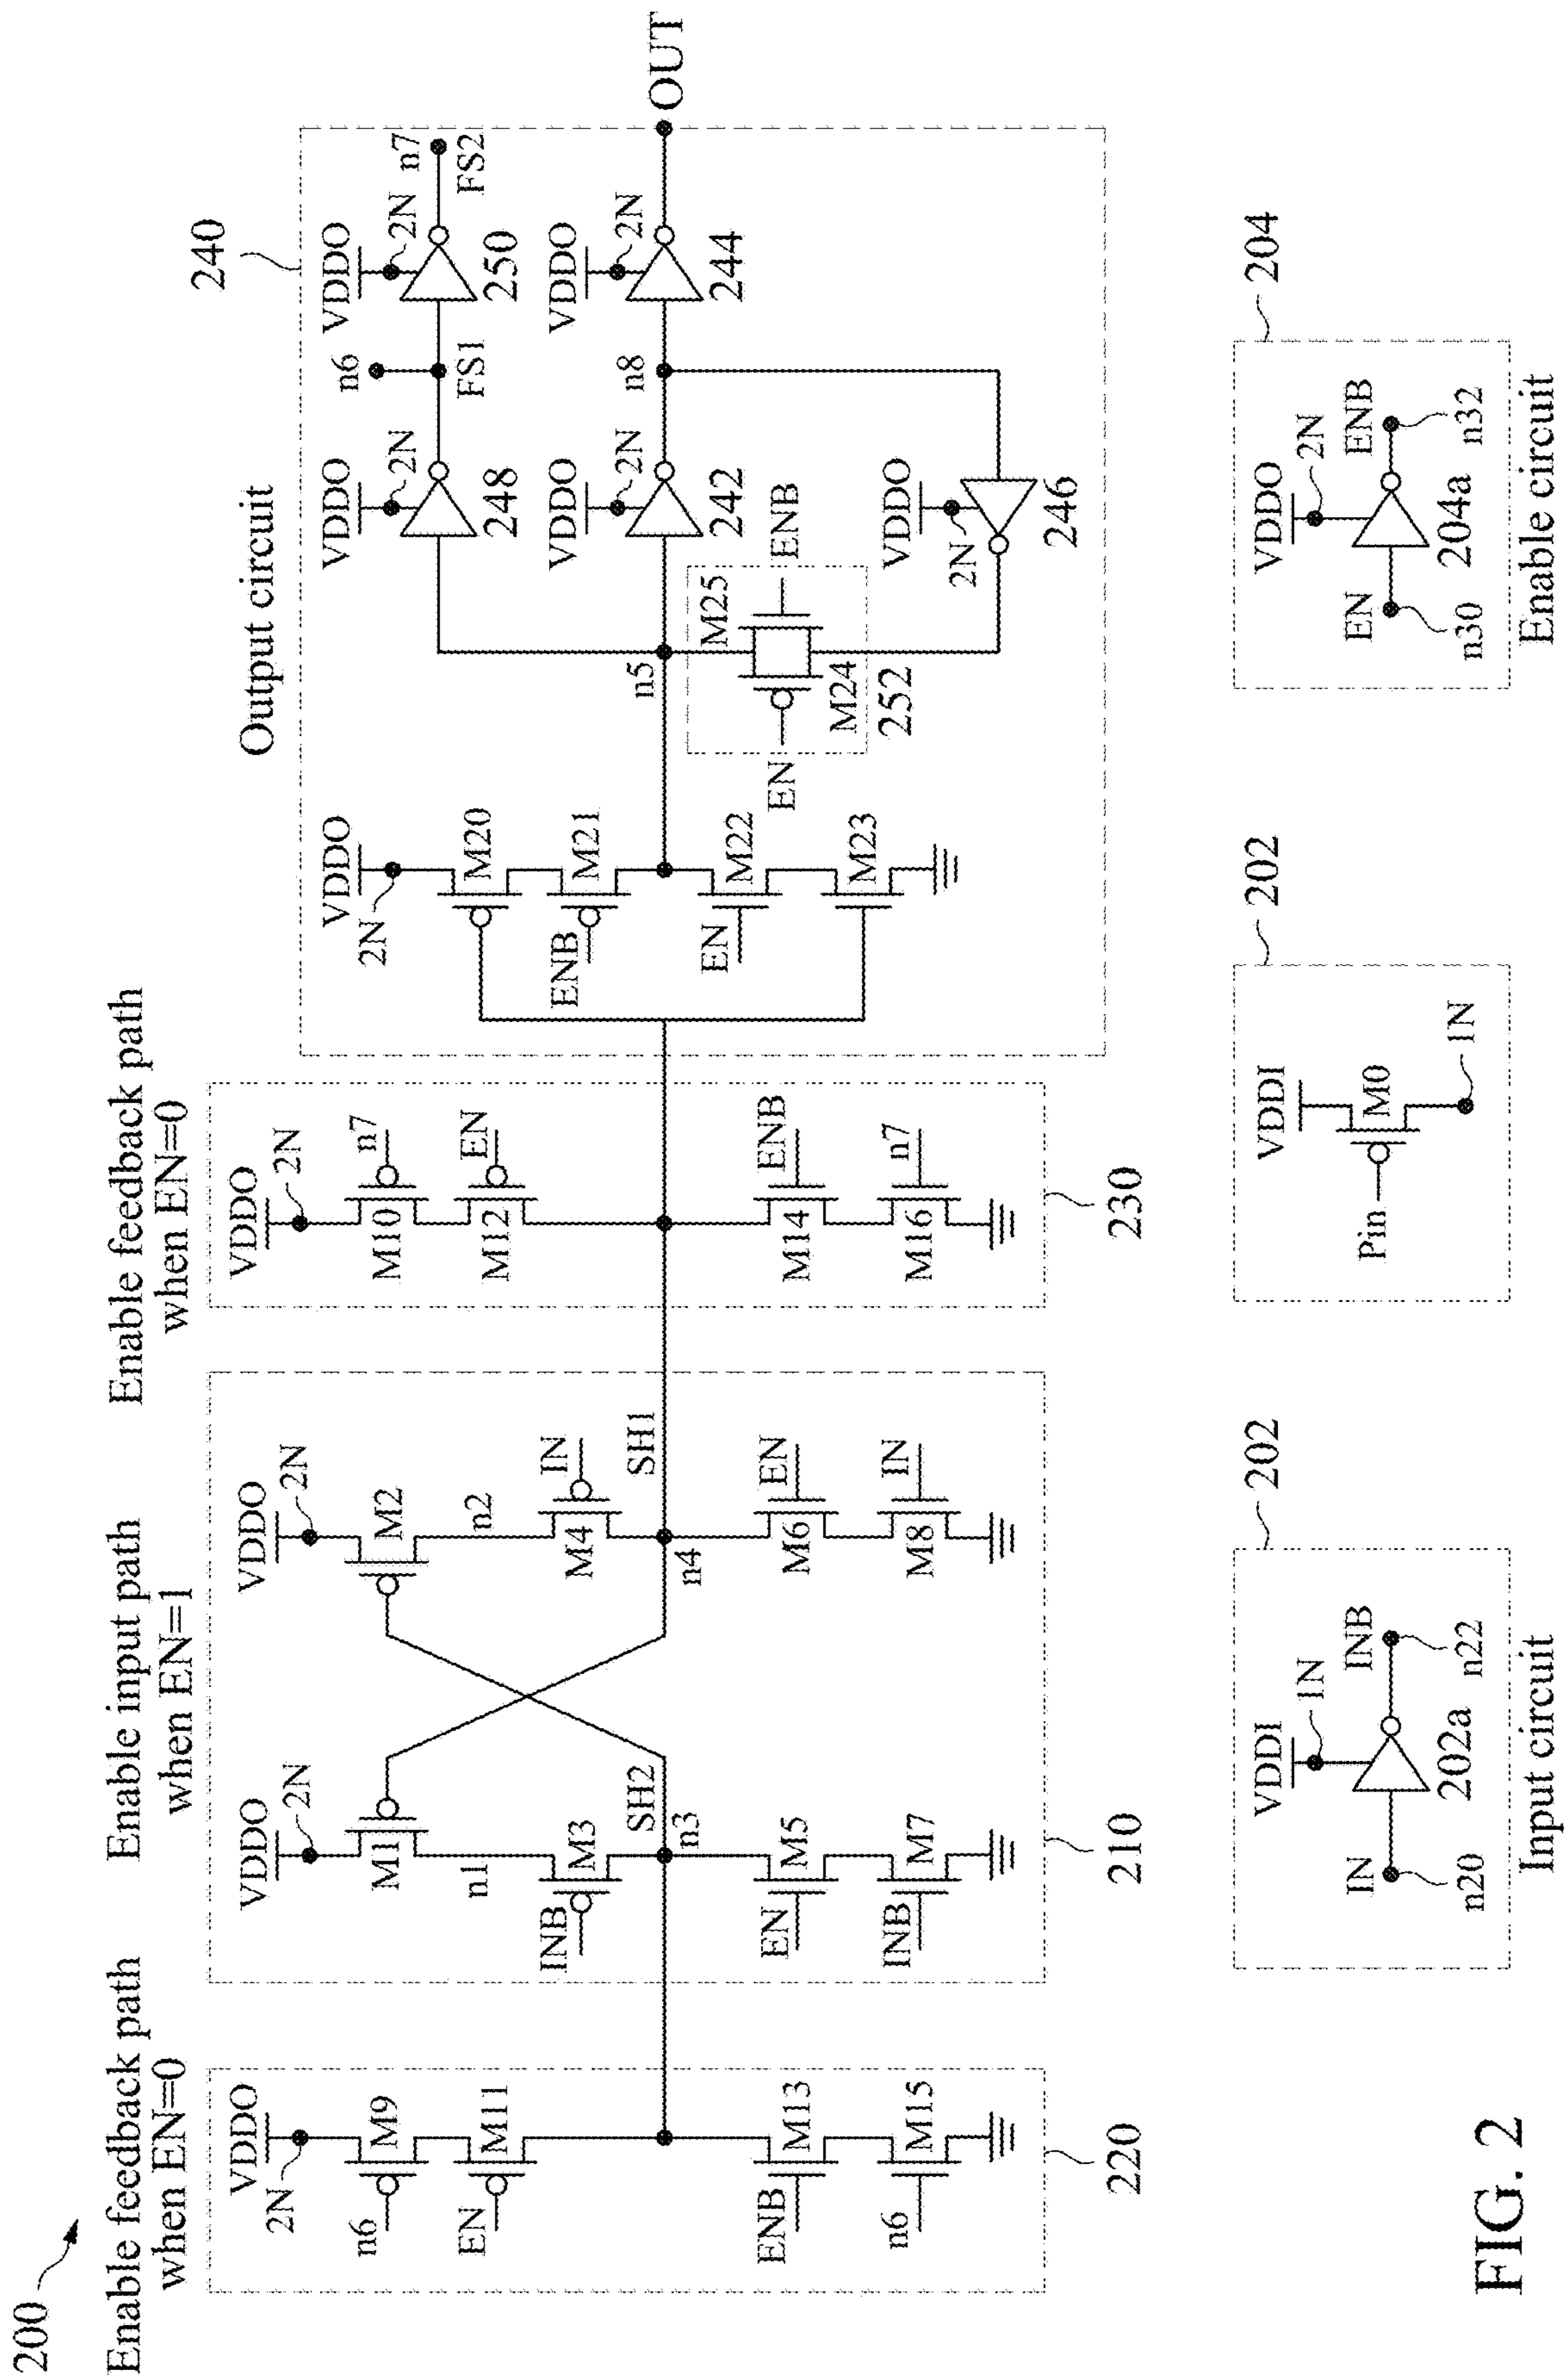 200
Enable feedback path
when EN=0
VDDO
2N
n6
M9
EN
M11
ENB
M13
n6
M15
220
Enable input path
when EN=1
VDDO
2N
M1
n1
INB
M3
SH2
n3
EN
M5
INB
M7
VDDO
2N
M2
n2
IN
M4
SH1
n4
EN
M6
IN
M8
210
Enable feedback path
when EN=0
VDDO
2N
n7
M10
EN
M12
ENB
M14
n7
M16
230
Output circuit
240
VDDO
2N
M20
ENB
M21
EN
M22
M23
n5
VDDO
2N
248
n6
FS1
VDDO
2N
250
n7
FS2
VDDO
2N
242
n8
VDDO
2N
244
OUT
M25
ENB
EN
M24
252
VDDO
2N
246
202
VDDI
1N
IN
n20
202a
INB
n22
Input circuit
202
VDDI
Pin
M0
1N
204
VDDO
2N
EN
n30
204a
ENB
n32
Enable circuit
FIG. 2